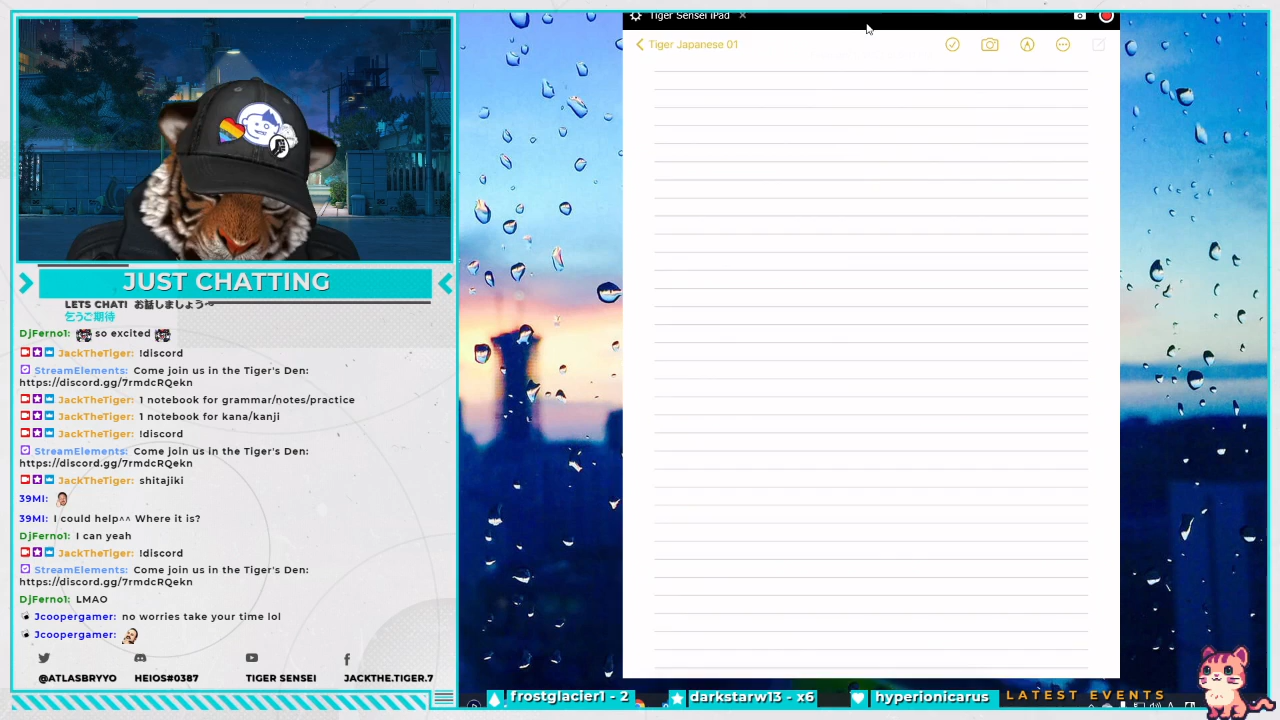 Tiger Sensei iPad
Tiger Japanese 01
JUST CHATTING
LETS CHAT! お話しましょう〜
乞うご期待
DjFerno1: so excited
JackTheTiger: !discord
StreamElements: Come join us in the Tiger's Den:
https://discord.gg/7rmdcRQekn
JackTheTiger: 1 notebook for grammar/notes/practice
JackTheTiger: 1 notebook for kana/kanji
JackTheTiger: !discord
StreamElements: Come join us in the Tiger's Den:
https://discord.gg/7rmdcRQekn
JackTheTiger: shitajiki
39MI:
39MI: I could help^^ Where it is?
DjFerno1: I can yeah
JackTheTiger: !discord
StreamElements: Come join us in the Tiger's Den:
https://discord.gg/7rmdcRQekn
DjFerno1: LMAO
Jcoopergamer: no worries take your time lol
Jcoopergamer:
@ATLASBRYYO HEIOS#0387 TIGER SENSEI JACKTHE.TIGER.7
frostglacier1 - 2 darkstarw13 - x6 hyperionicarus LATEST EVENTS